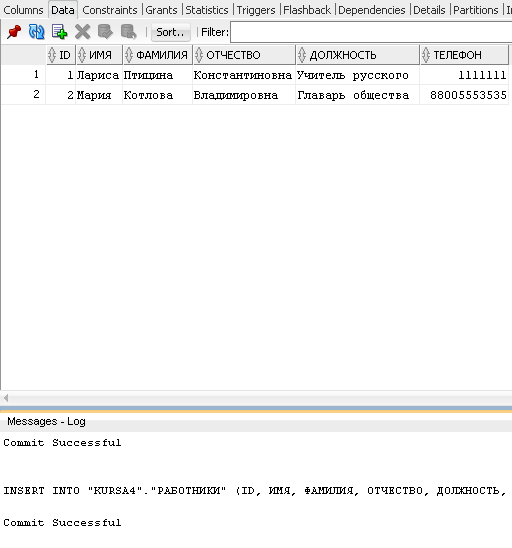 Columns Data Constraints Grants Statistics Triggers Flashback Dependencies Details Partitions In
Sort.. Filter:
ID ИМЯ ФАМИЛИЯ ОТЧЕСТВО ДОЛЖНОСТЬ ТЕЛЕФОН
1 1 Лариса Птицина Константиновна Учитель русского 1111111
2 2 Мария Котлова Владимировна Главарь общества 88005553535
Messages - Log
Commit Successful
INSERT INTO "KURSA4"."РАБОТНИКИ" (ID, ИМЯ, ФАМИЛИЯ, ОТЧЕСТВО, ДОЛЖНОСТЬ,
Commit Successful